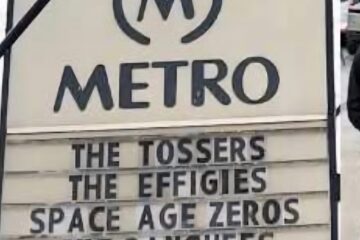 M
METRO
THE TOSSERS
THE EFFIGIES
SPACE AGE ZEROS